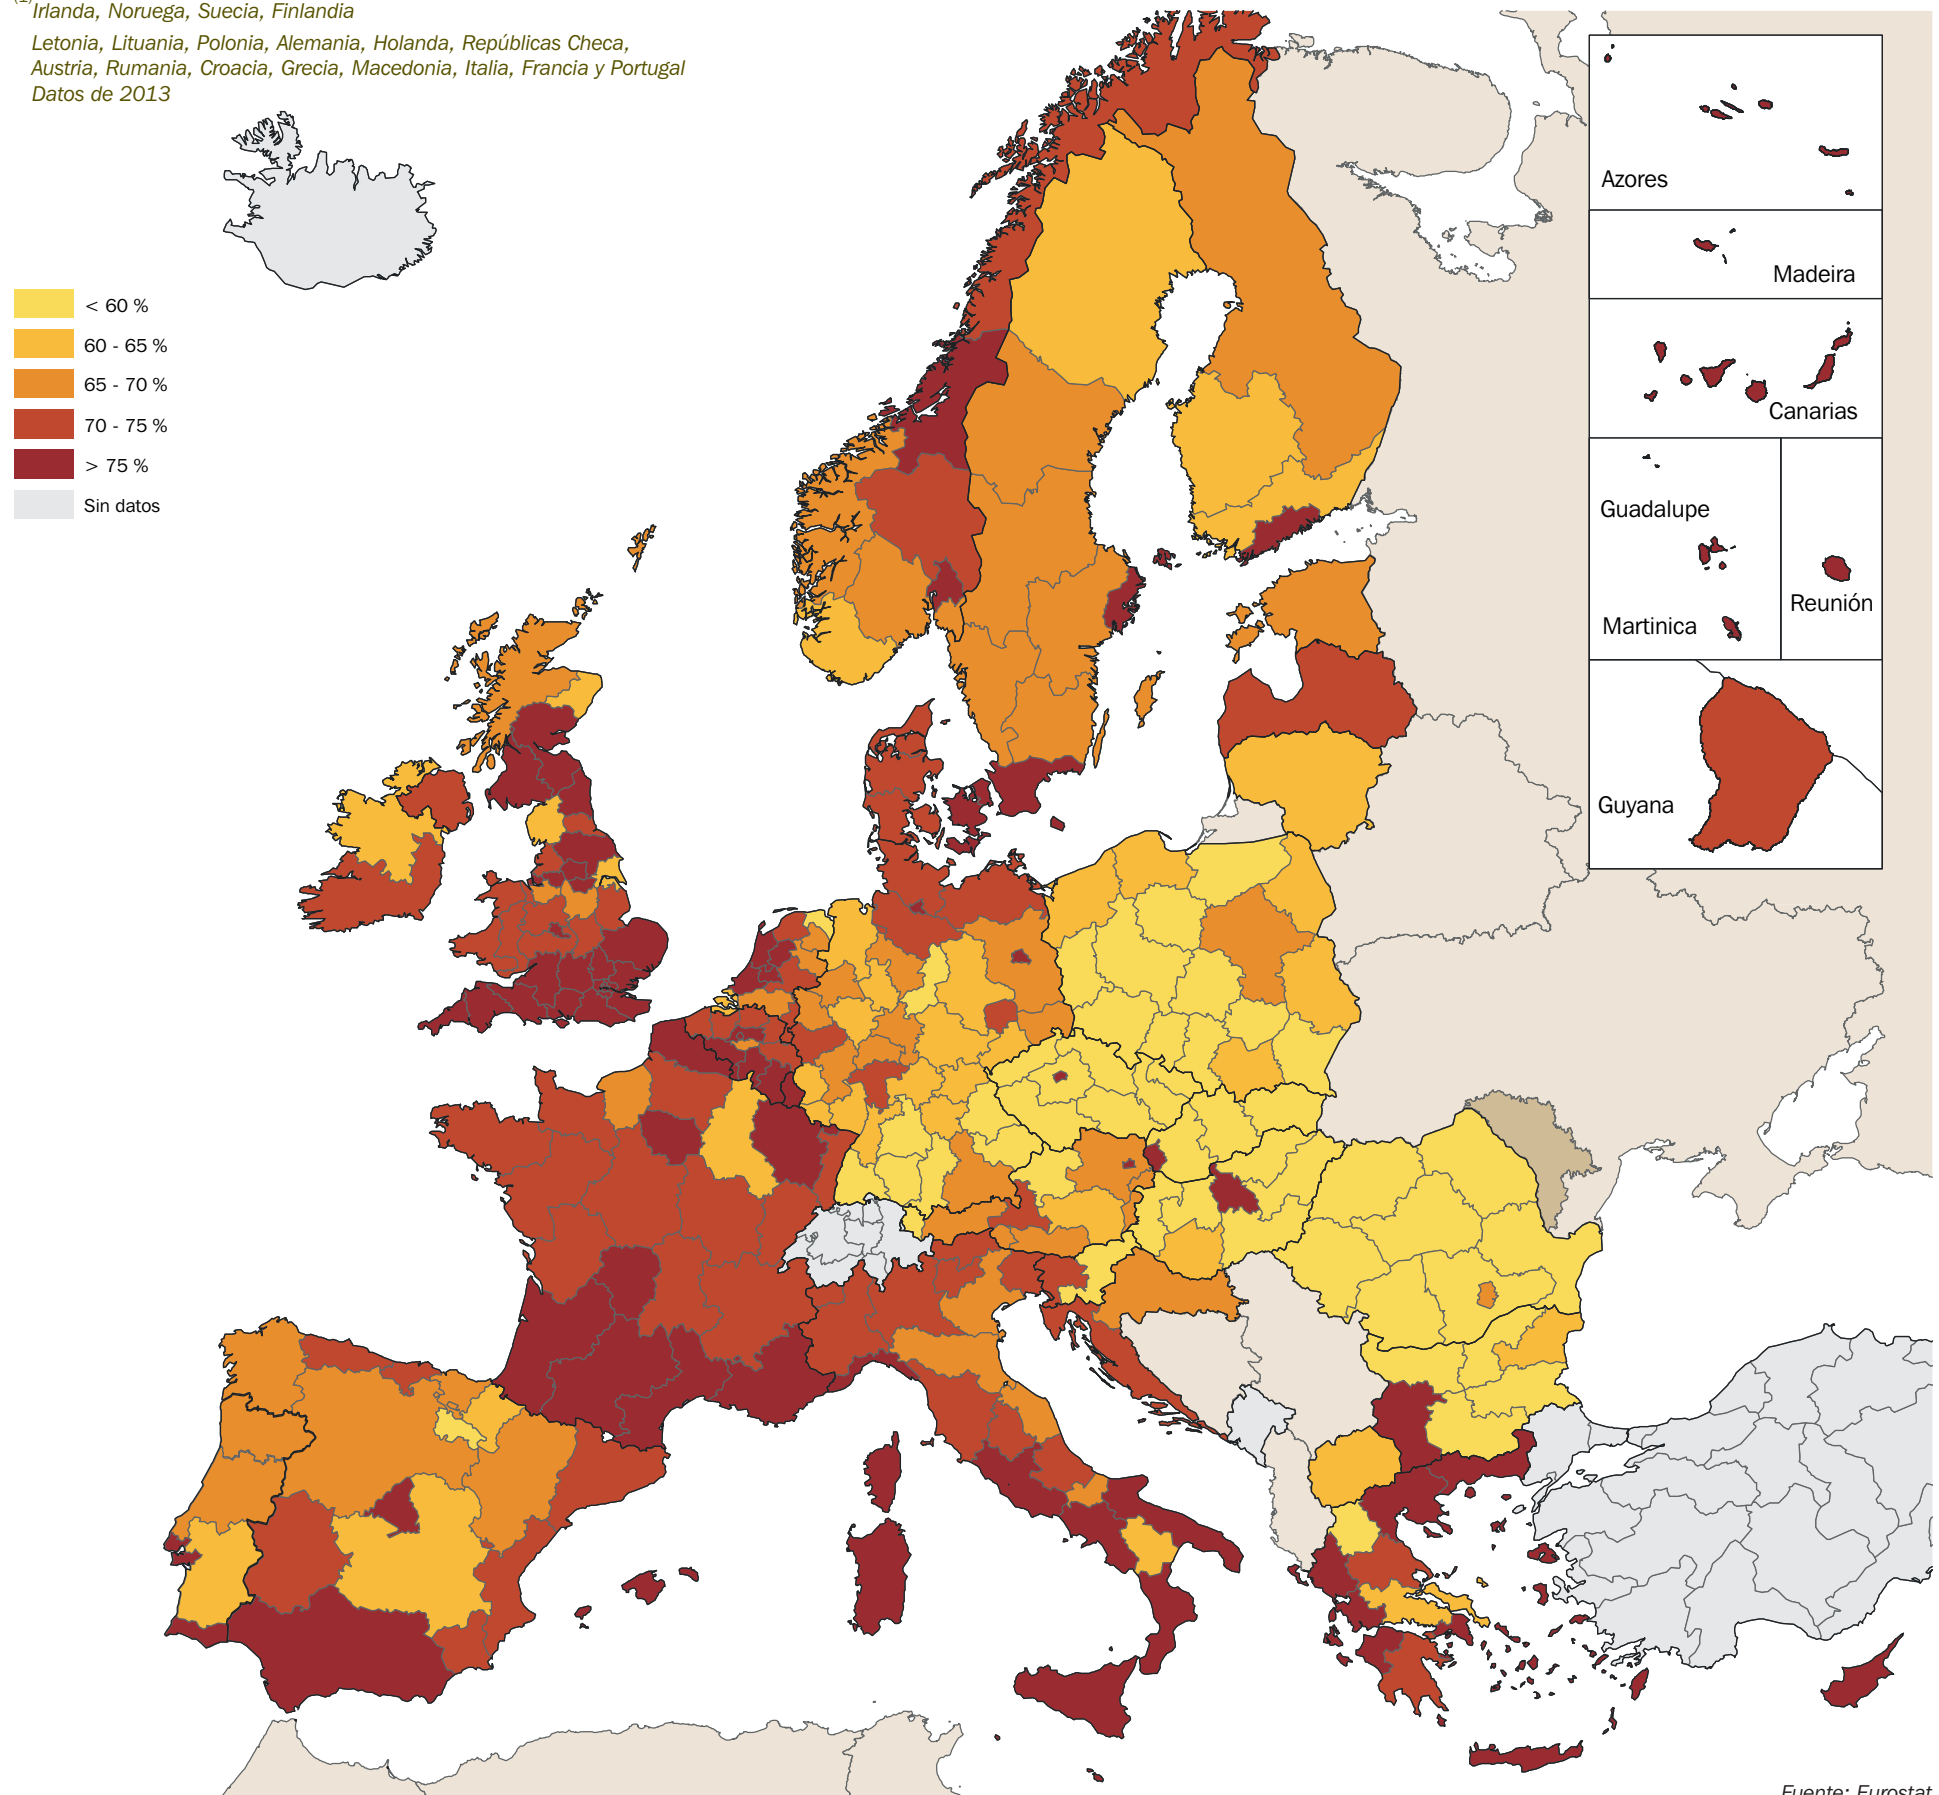 (1)
Irlanda, Noruega, Suecia, Finlandia
Letonia, Lituania, Polonia, Alemania, Holanda, Repúblicas Checa,
Austria, Rumania, Croacia, Grecia, Macedonia, Italia, Francia y Portugal
Datos de 2013
< 60 %
60 - 65 %
65 - 70 %
70 - 75 %
> 75 %
Sin datos
Azores
Madeira
Canarias
Guadalupe
Martinica
Reunión
Guyana
Fuente: Eurostat